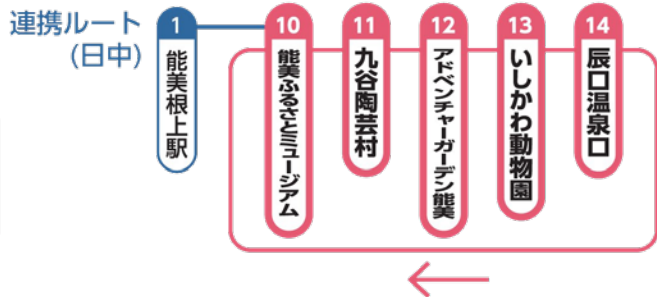 連携ルート
(日中)
1
能美根上駅
10
能美ふるさとミュージアム
11
九谷陶芸村
12
アドベンチャーガーデン能美
13
いしかわ動物園
14
辰口温泉口